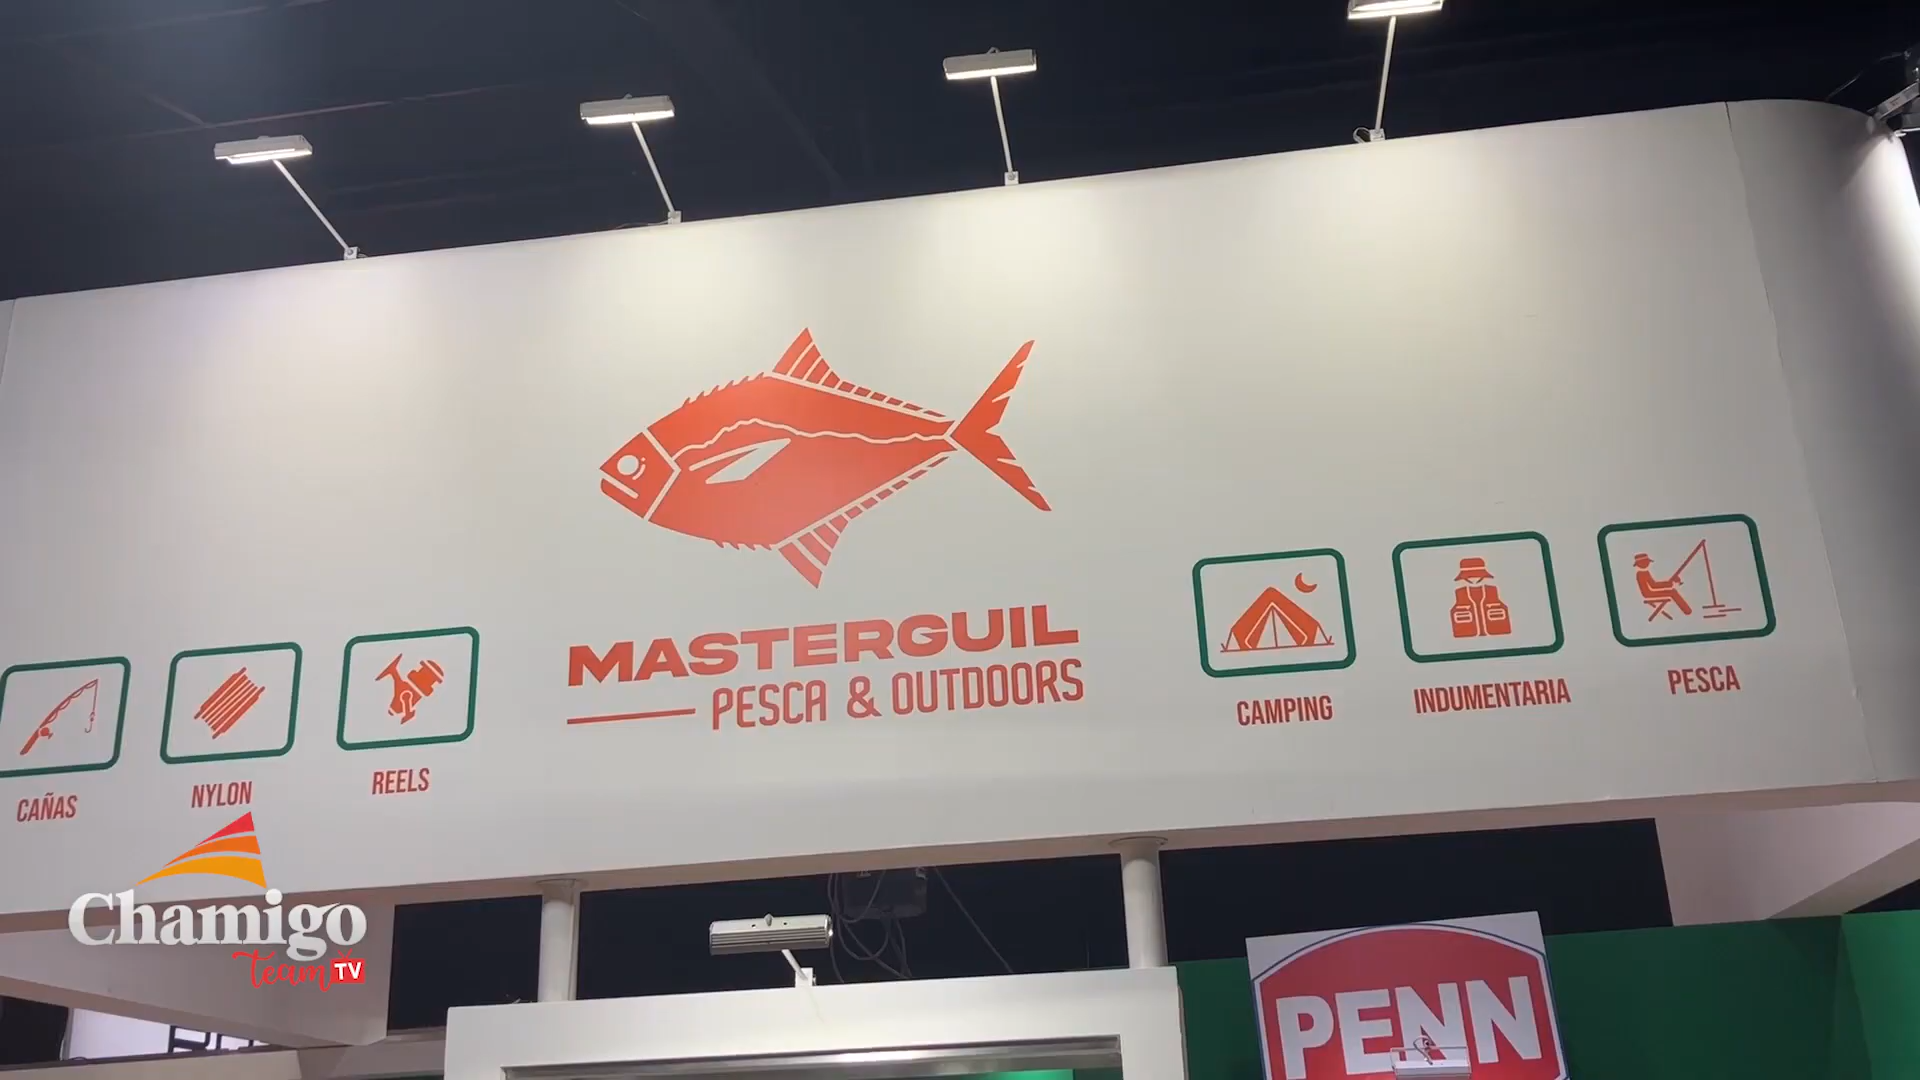 MASTERGUIL
PESCA & OUTDOORS
CAÑAS
NYLON
REELS
CAMPING
INDUMENTARIA
PESCA
Chamigo
team TV
PENN